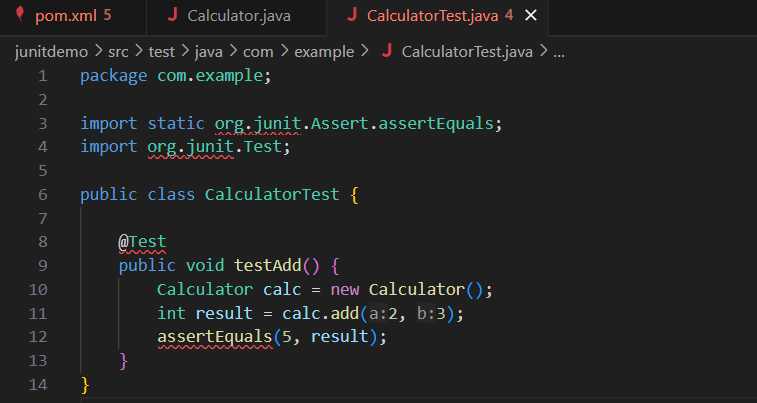 pom.xml 5 Calculator.java CalculatorTest.java 4
junitdemo > src > test > java > com > example > CalculatorTest.java > ...
1 package com.example;
2
3 import static org.junit.Assert.assertEquals;
4 import org.junit.Test;
5
6 public class CalculatorTest {
7
8     @Test
9     public void testAdd() {
10         Calculator calc = new Calculator();
11         int result = calc.add(a:2, b:3);
12         assertEquals(5, result);
13     }
14 }